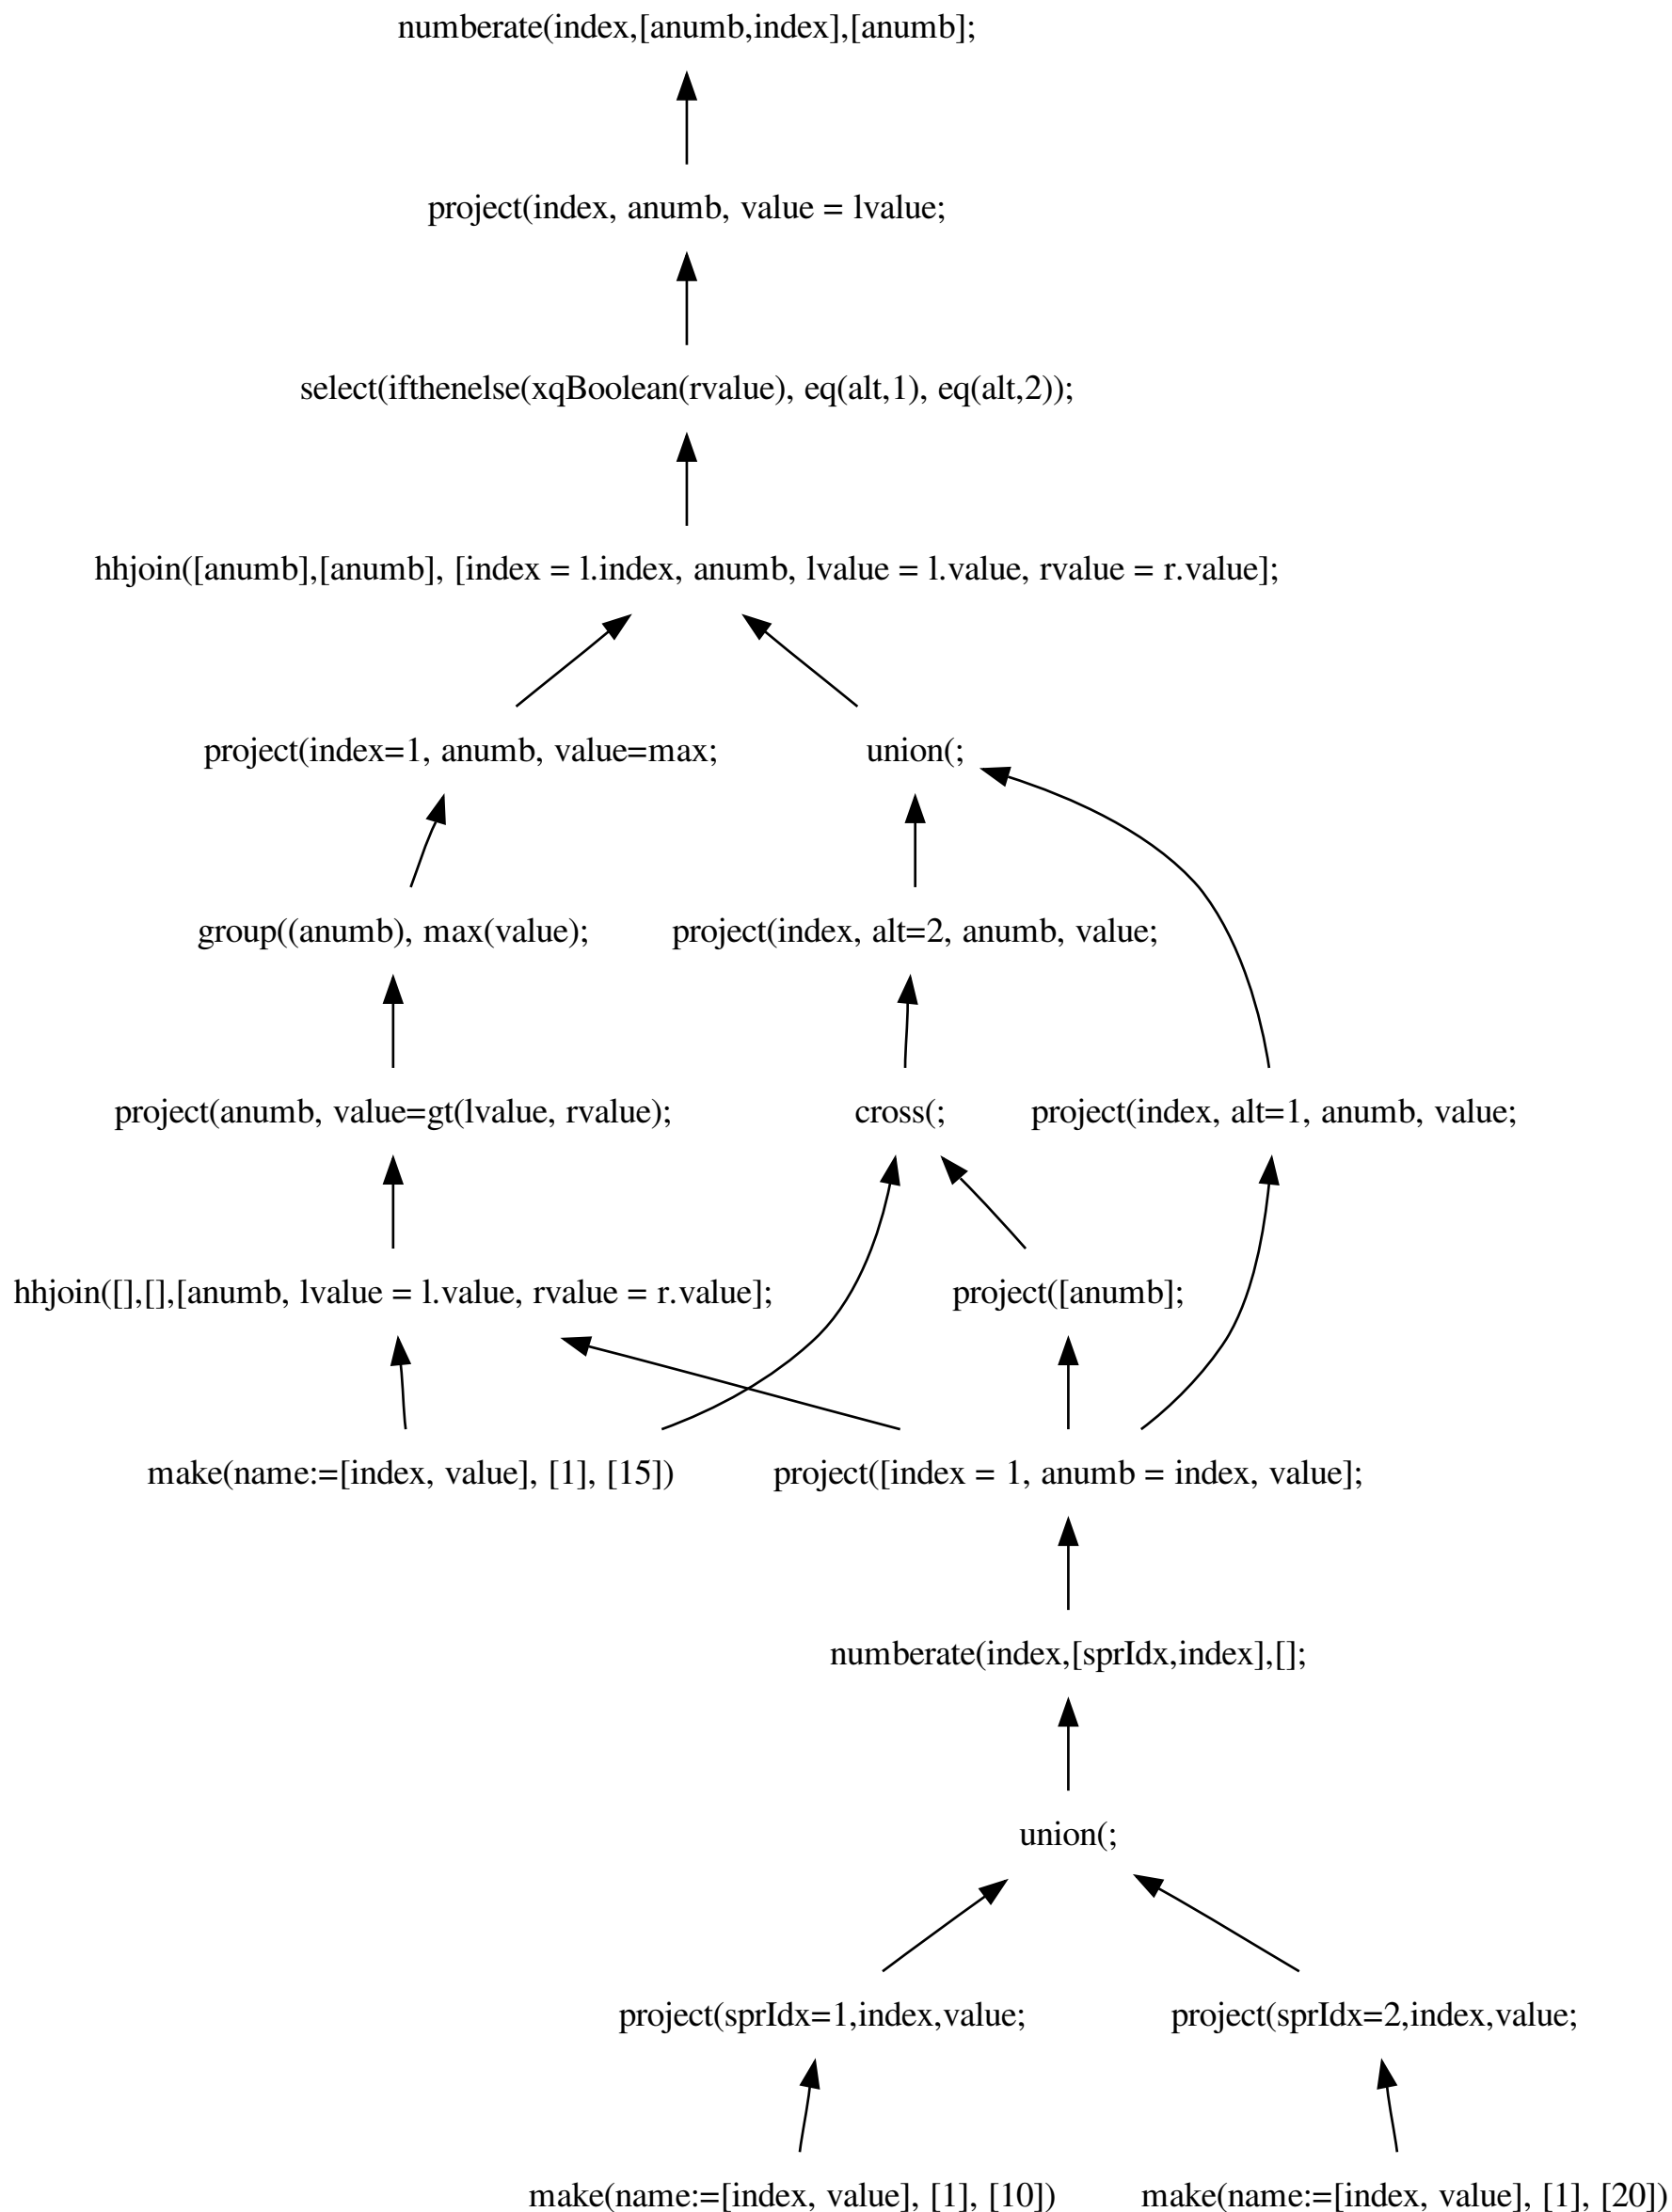 numberate(index,[anumb,index],[anumb];
project(index, anumb, value = lvalue;
select(ifthenelse(xqBoolean(rvalue), eq(alt,1), eq(alt,2));
hhjoin([anumb],[anumb], [index = l.index, anumb, lvalue = l.value, rvalue = r.value];
project(index=1, anumb, value=max;
union(;
group((anumb), max(value);
project(index, alt=2, anumb, value;
project(anumb, value=gt(lvalue, rvalue);
cross(;
project(index, alt=1, anumb, value;
hhjoin([],[],[anumb, lvalue = l.value, rvalue = r.value];
project([anumb];
make(name:=[index, value], [1], [15])
project([index = 1, anumb = index, value];
numberate(index,[sprIdx,index],[];
union(;
project(sprIdx=1,index,value;
project(sprIdx=2,index,value;
make(name:=[index, value], [1], [10])
make(name:=[index, value], [1], [20])